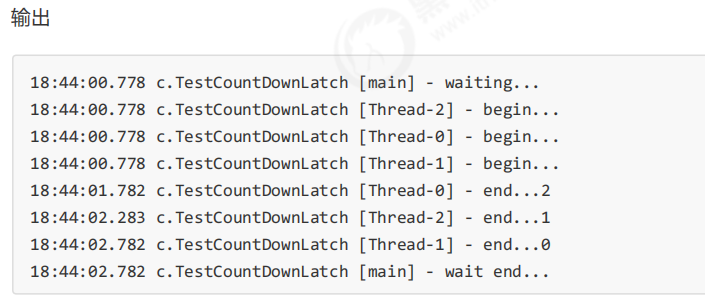 输出
18:44:00.778 c.TestCountDownLatch [main] - waiting...
18:44:00.778 c.TestCountDownLatch [Thread-2] - begin...
18:44:00.778 c.TestCountDownLatch [Thread-0] - begin...
18:44:00.778 c.TestCountDownLatch [Thread-1] - begin...
18:44:01.782 c.TestCountDownLatch [Thread-0] - end...2
18:44:02.283 c.TestCountDownLatch [Thread-2] - end...1
18:44:02.782 c.TestCountDownLatch [Thread-1] - end...0
18:44:02.782 c.TestCountDownLatch [main] - wait end...